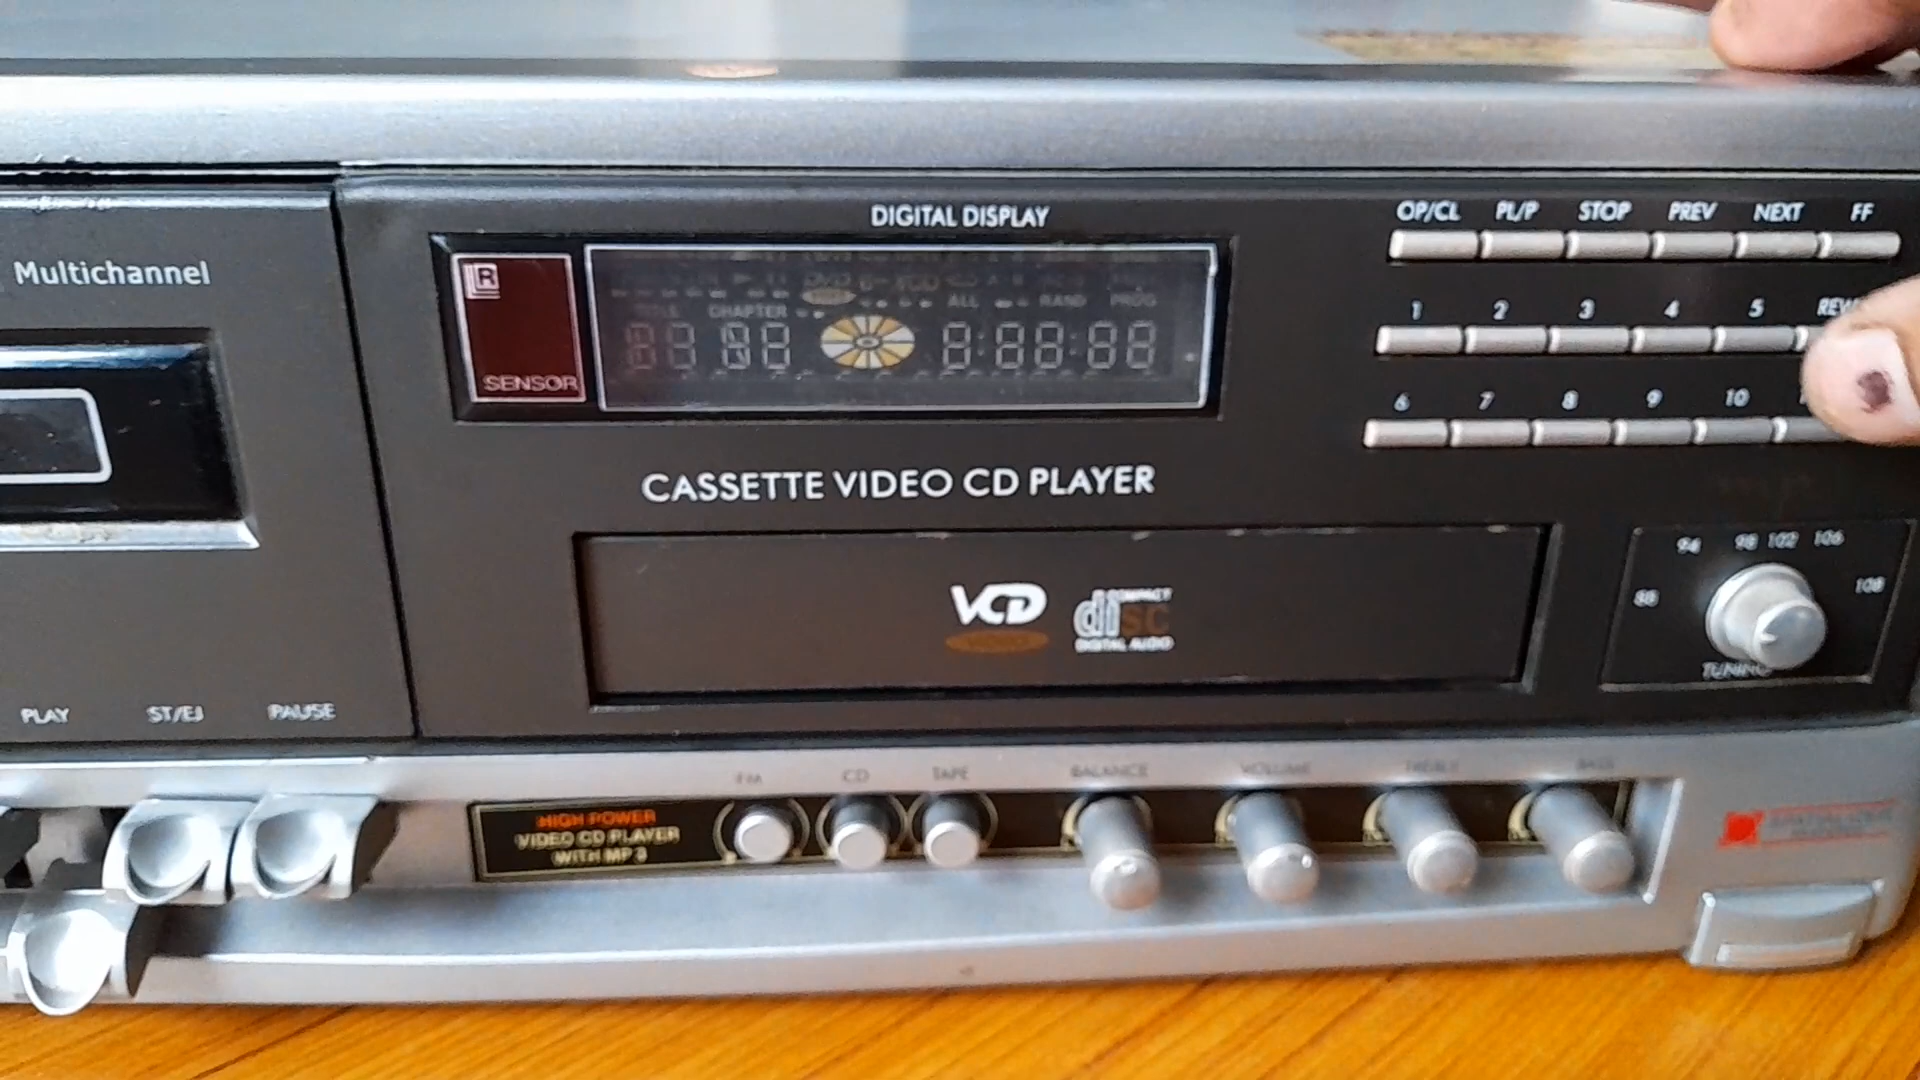 DIGITAL DISPLAY
OP/CL PL/P STOP PREV NEXT FF
Multichannel
R
SENSOR
ALL RAND PROG
TITLE CHAPTER
1 2 3 4 5 REW
6 7 8 9 10
CASSETTE VIDEO CD PLAYER
88 94 98 102 106 108
TUNING
VCD
COMPACT
disc
DIGITAL AUDIO
PLAY ST/EJ PAUSE
FM CD TAPE BALANCE VOLUME TREBLE BASS
HIGH POWER
VIDEO CD PLAYER
WITH MP3